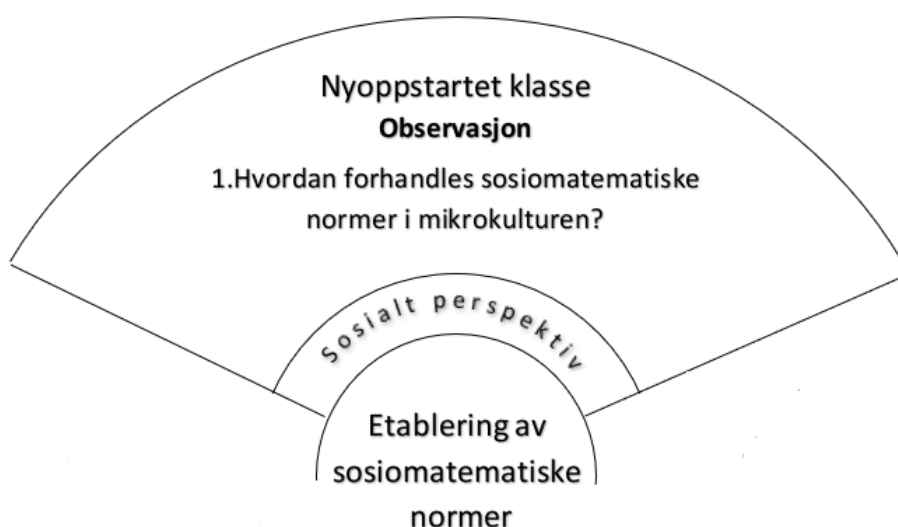 Nyoppstartet klasse
Observasjon
1.Hvordan forhandles sosiomatematiske
normer i mikrokulturen?
Sosialt perspektiv
Etablering av
sosiomatematiske
normer